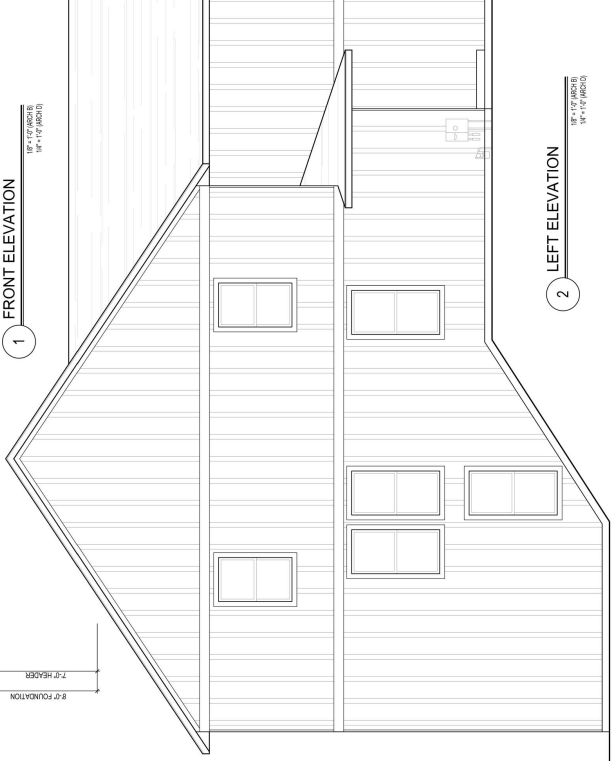 1
FRONT ELEVATION
1/8" = 1'-0" (ARCH B)
1/4" = 1'-0" (ARCH D)
2
LEFT ELEVATION
1/8" = 1'-0" (ARCH B)
1/4" = 1'-0" (ARCH D)
7'-0" HEADER
8'-0" FOUNDATION